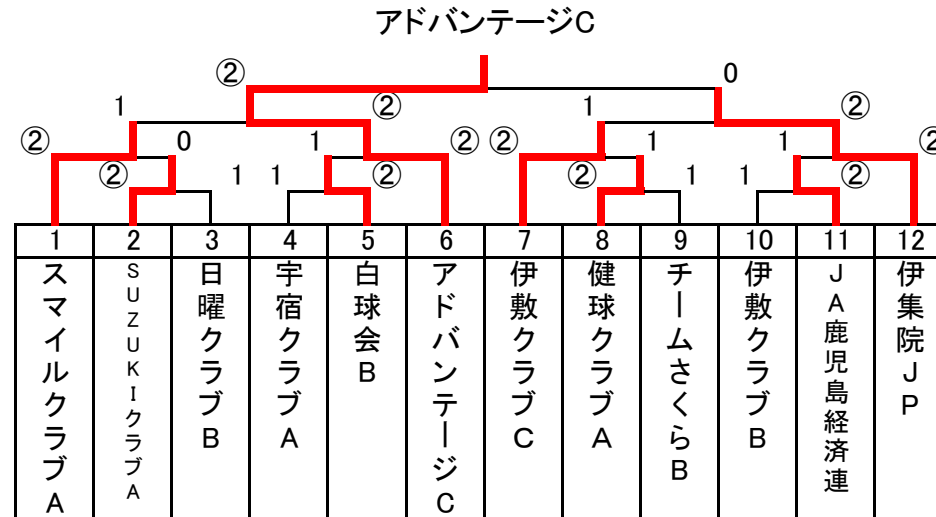 アドバンテージC
② 0
1 ② 1 ②
② 0 1 ② ② 1 1 ②
② 1 1 ② ② 1 1 ②
1 2 3 4 5 6 7 8 9 10 11 12
スマイルクラブA
SUZUKIクラブA
日曜クラブB
宇宿クラブA
白球会B
アドバンテージC
伊敷クラブC
健球クラブA
チームさくらB
伊敷クラブB
JA鹿児島経済連
伊集院JP